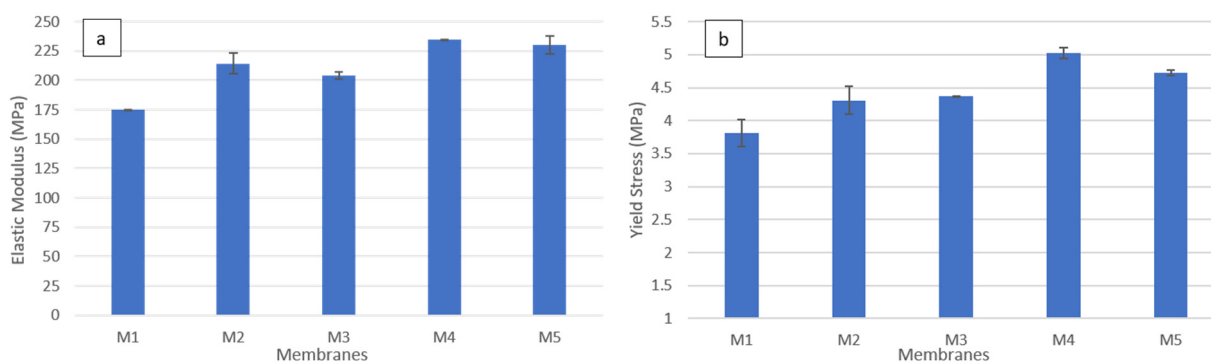 a
Elastic Modulus (MPa)
250
225
200
175
150
125
100
75
50
25
0
M1 M2 M3 M4 M5
Membranes
b
Yield Stress (MPa)
5.5
5
4.5
4
3.5
3
2.5
2
1.5
1
M1 M2 M3 M4 M5
Membranes